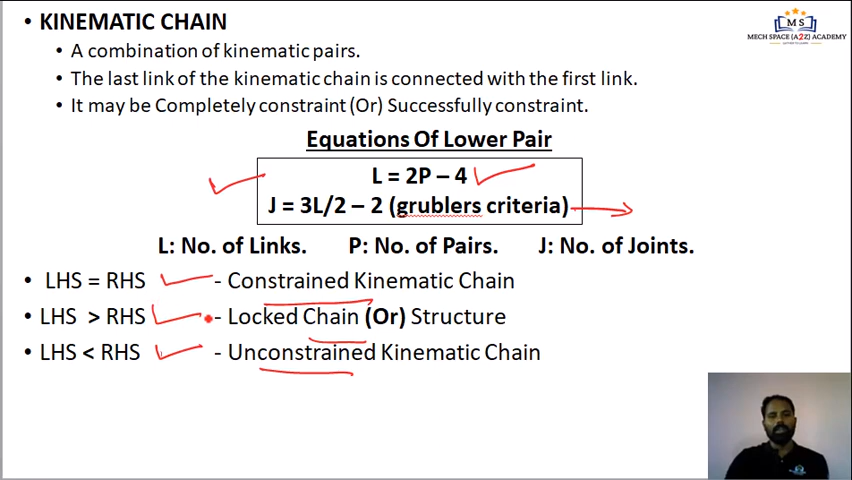 • KINEMATIC CHAIN
M S
MECH SPACE (A2Z) ACADEMY
• A combination of kinematic pairs.
• The last link of the kinematic chain is connected with the first link.
• It may be Completely constraint (Or) Successfully constraint.
Equations Of Lower Pair
L = 2P – 4
J = 3L/2 – 2 (grublers criteria)
L: No. of Links. P: No. of Pairs. J: No. of Joints.
• LHS = RHS - Constrained Kinematic Chain
• LHS > RHS - Locked Chain (Or) Structure
• LHS < RHS - Unconstrained Kinematic Chain